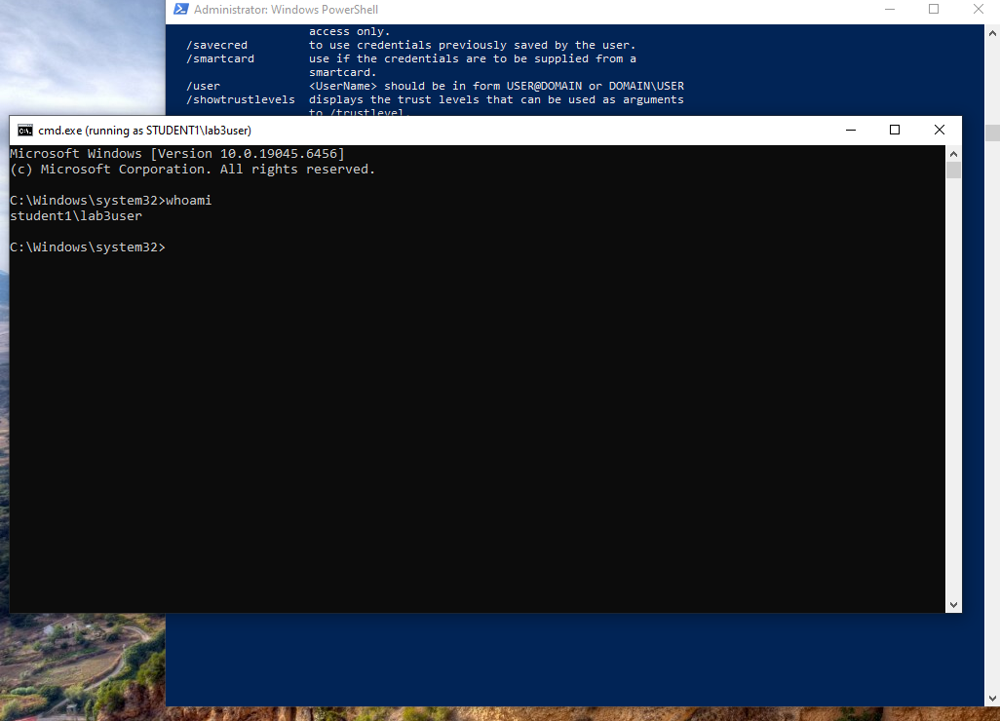 Administrator: Windows PowerShell
access only.
/savecred to use credentials previously saved by the user.
/smartcard use if the credentials are to be supplied from a
smartcard.
/user <UserName> should be in form USER@DOMAIN or DOMAIN\USER
/showtrustlevels displays the trust levels that can be used as arguments
to /trustlevel.
cmd.exe (running as STUDENT1\lab3user)
Microsoft Windows [Version 10.0.19045.6456]
(c) Microsoft Corporation. All rights reserved.
C:\Windows\system32>whoami
student1\lab3user
C:\Windows\system32>